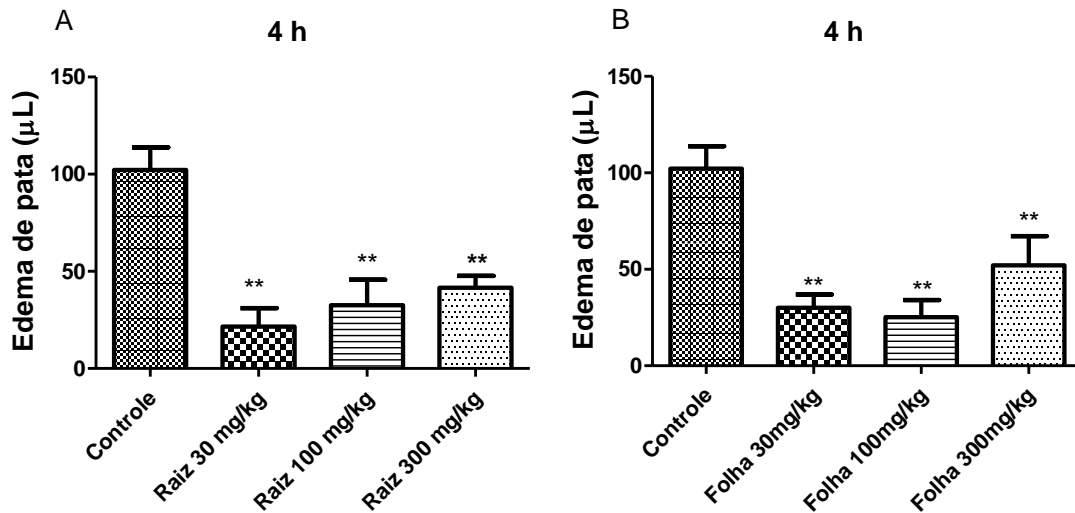 A
4 h
Edema de pata (μL)
150
100
50
0
**
**
**
Controle
Raiz 30 mg/kg
Raiz 100 mg/kg
Raiz 300 mg/kg
B
4 h
Edema de pata (μL)
150
100
50
0
**
**
**
Controle
Folha 30mg/kg
Folha 100mg/kg
Folha 300mg/kg